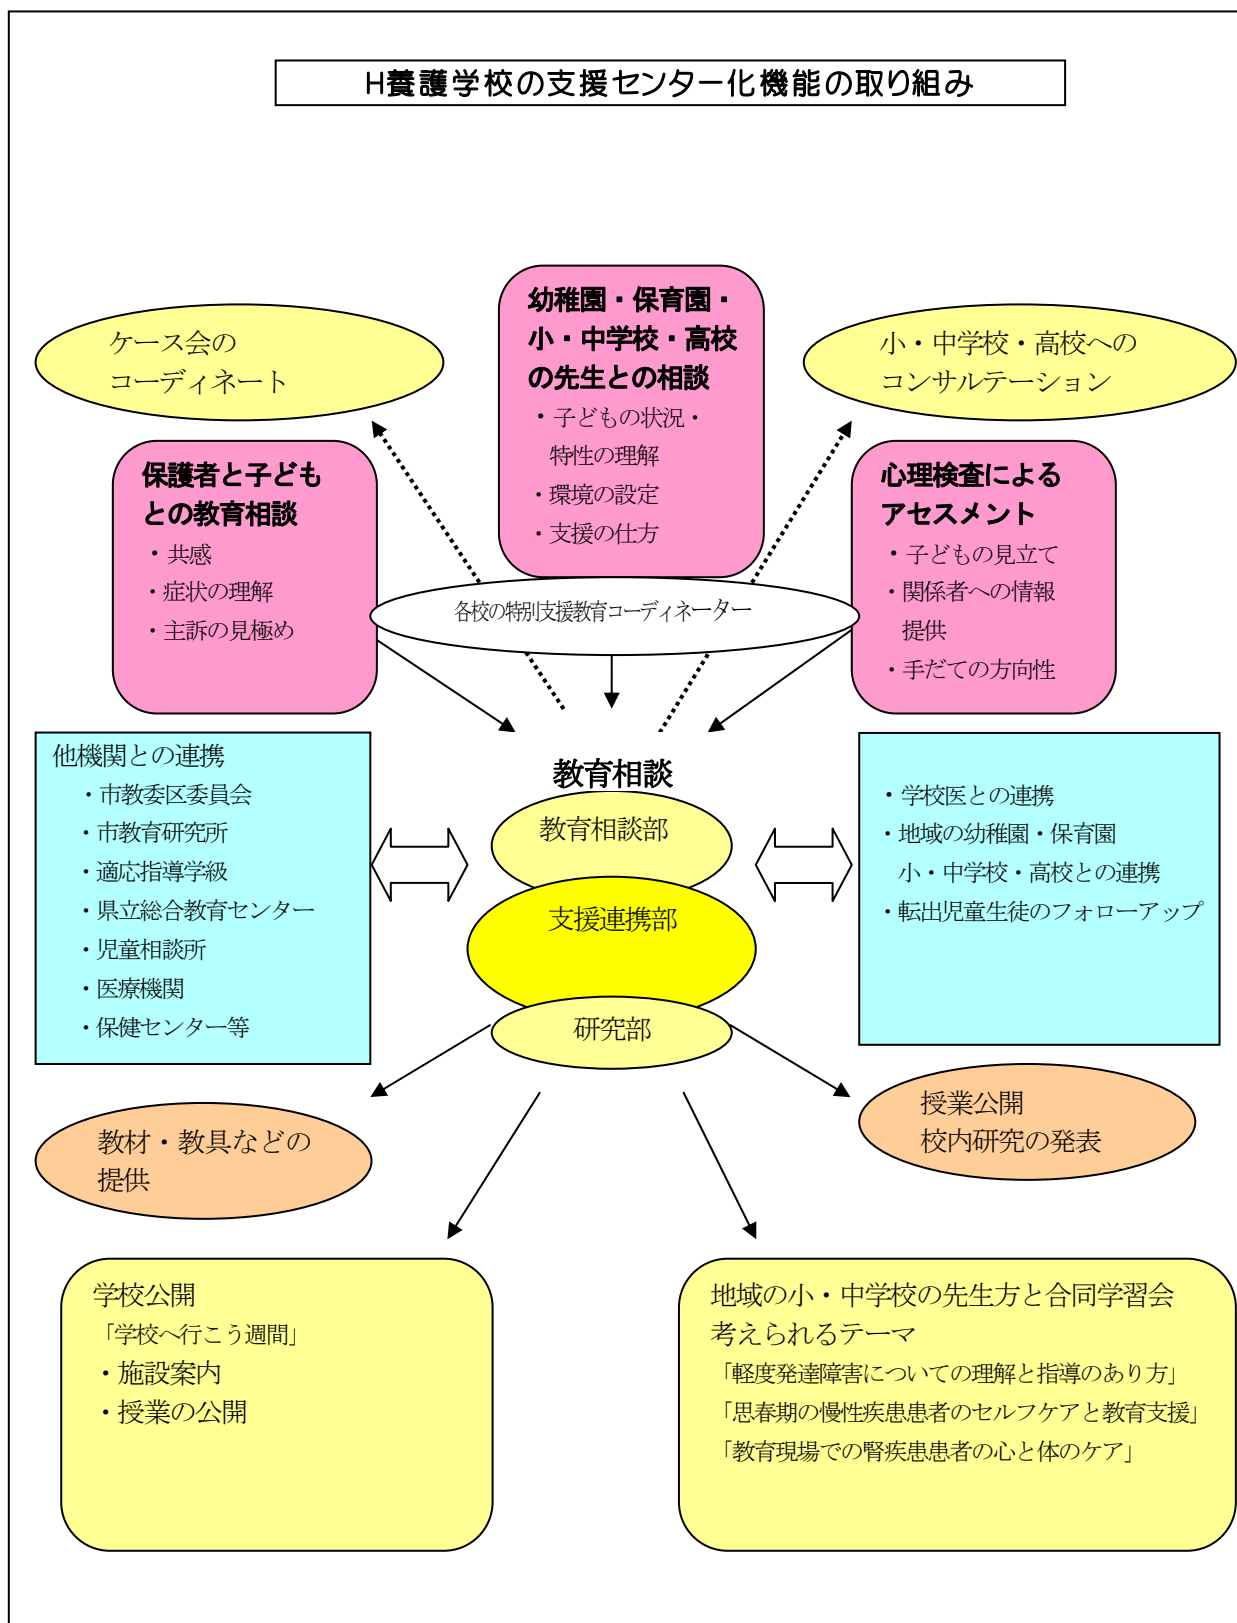 H養護学校の支援センター化機能の取り組み
幼稚園・保育園・
小・中学校・高校
の先生との相談
・子どもの状況・
特性の理解
・環境の設定
・支援の仕方
ケース会の
コーディネート
小・中学校・高校への
コンサルテーション
保護者と子ども
との教育相談
・共感
・症状の理解
・主訴の見極め
心理検査による
アセスメント
・子どもの見立て
・関係者への情報
提供
・手だての方向性
各校の特別支援教育コーディネーター
教育相談
教育相談部
支援連携部
研究部
他機関との連携
・市教委区委員会
・市教育研究所
・適応指導学級
・県立総合教育センター
・児童相談所
・医療機関
・保健センター等
・学校医との連携
・地域の幼稚園・保育園
小・中学校・高校との連携
・転出児童生徒のフォローアップ
教材・教具などの
提供
授業公開
校内研究の発表
学校公開
「学校へ行こう週間」
・施設案内
・授業の公開
地域の小・中学校の先生方と合同学習会
考えられるテーマ
「軽度発達障害についての理解と指導のあり方」
「思春期の慢性疾患患者のセルフケアと教育支援」
「教育現場での腎疾患患者の心と体のケア」